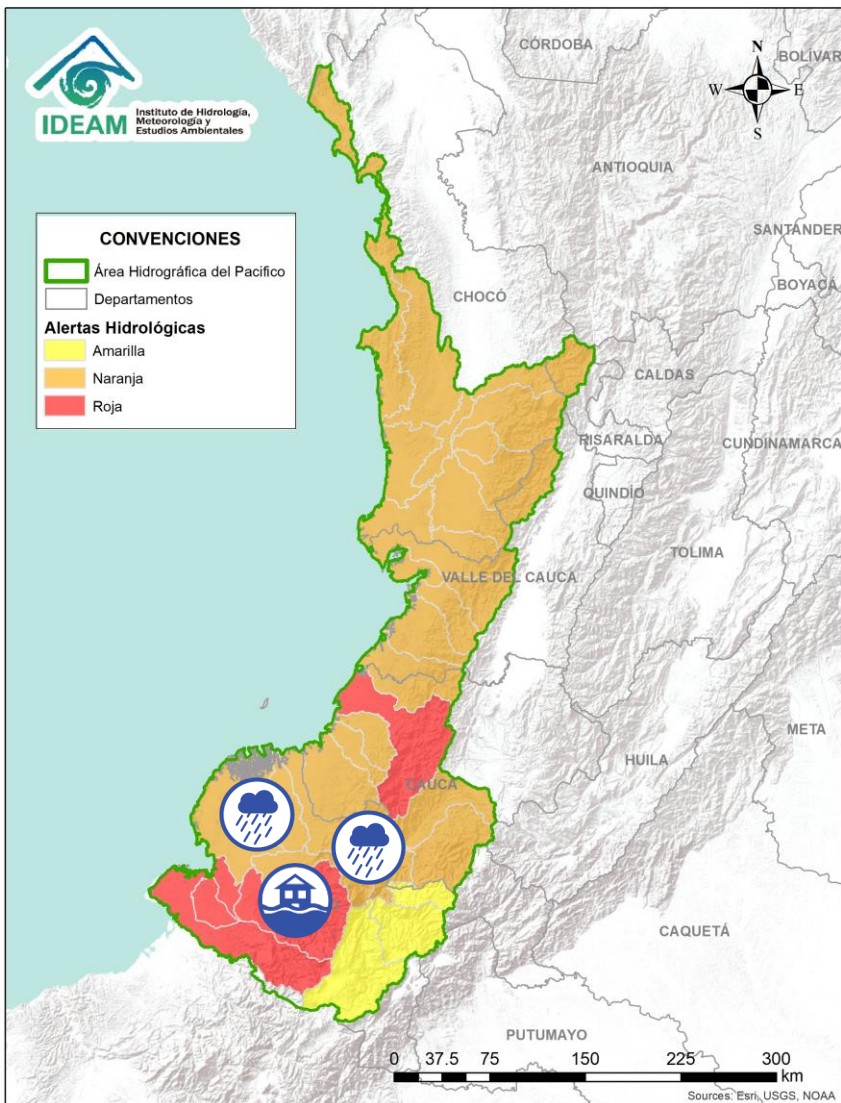 IDEAM
Instituto de Hidrología,
Meteorología y
Estudios Ambientales
CÓRDOBA
BOLÍVAR
N
W
E
S
ANTIOQUIA
SANTANDER
BOYACÁ
CONVENCIONES
Área Hidrográfica del Pacifico
Departamentos
Alertas Hidrológicas
Amarilla
Naranja
Roja
CHOCÓ
CALDAS
RISARALDA
CUNDINAMARCA
QUINDÍO
TOLIMA
VALLE DEL CAUCA
META
HUILA
CAUCA
CAQUETÁ
PUTUMAYO
0 37.5 75 150 225 300
km
Sources: Esri, USGS, NOAA